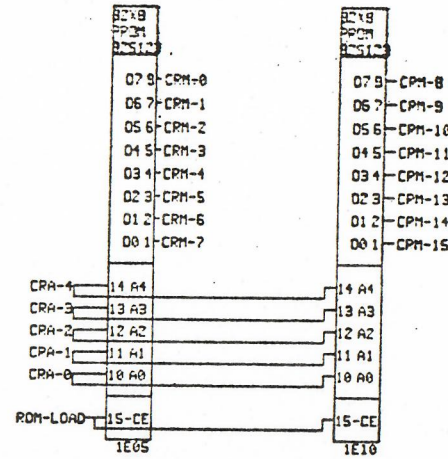 32X8
PROM
82S123
D7 9 CRM-0
D6 7 CRM-1
D5 6 CRM-2
D4 5 CRM-3
D3 4 CRM-4
D2 3 CRM-5
D1 2 CRM-6
D0 1 CRM-7
CRA-4 14 A4
CRA-3 13 A3
CRA-2 12 A2
CRA-1 11 A1
CRA-0 10 A0
ROM-LOAD 15-CE
1E05
32X8
PROM
82S123
D7 9 CRM-8
D6 7 CRM-9
D5 6 CRM-10
D4 5 CRM-11
D3 4 CRM-12
D2 3 CRM-13
D1 2 CRM-14
D0 1 CRM-15
14 A4
13 A3
12 A2
11 A1
10 A0
15-CE
1E10